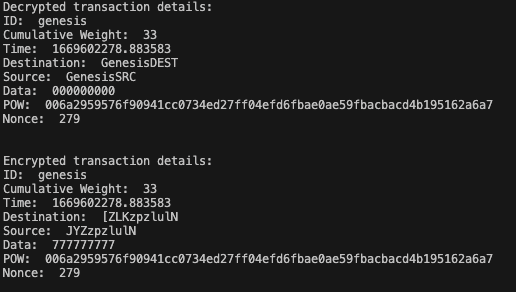 Decrypted transaction details:
ID:  genesis
Cumulative Weight:  33
Time:  1669602278.883583
Destination:  GenesisDEST
Source:  GenesisSRC
Data:  000000000
POW:  006a2959576f90941cc0734ed27ff04efd6fbae0ae59fbacbacd4b195162a6a7
Nonce:  279
Encrypted transaction details:
ID:  genesis
Cumulative Weight:  33
Time:  1669602278.883583
Destination:  [ZLKzpzlulN
Source:  JYZzpzlulN
Data:  777777777
POW:  006a2959576f90941cc0734ed27ff04efd6fbae0ae59fbacbacd4b195162a6a7
Nonce:  279